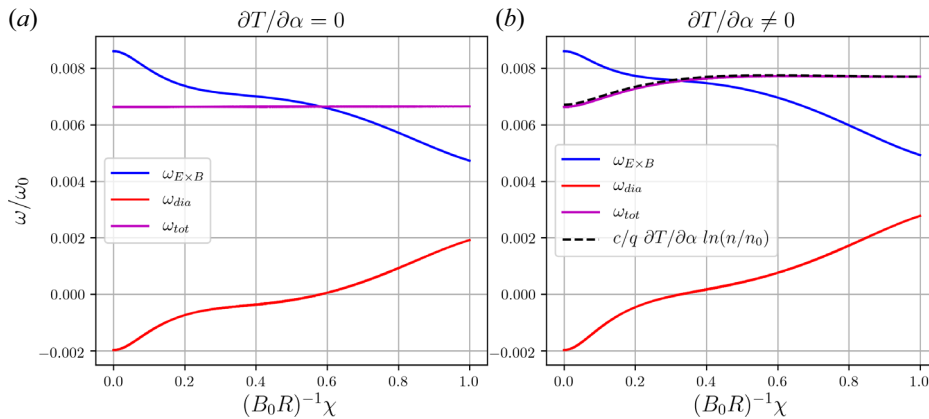 (a)
∂T/∂α = 0
0.008
0.006
0.004
0.002
0.000
−0.002
ω/ω₀
ω_{E×B}
ω_{dia}
ω_{tot}
0.0 0.2 0.4 0.6 0.8 1.0
(B₀R)⁻¹χ
(b)
∂T/∂α ≠ 0
0.008
0.006
0.004
0.002
0.000
−0.002
ω_{E×B}
ω_{dia}
ω_{tot}
c/q ∂T/∂α ln(n/n₀)
0.0 0.2 0.4 0.6 0.8 1.0
(B₀R)⁻¹χ